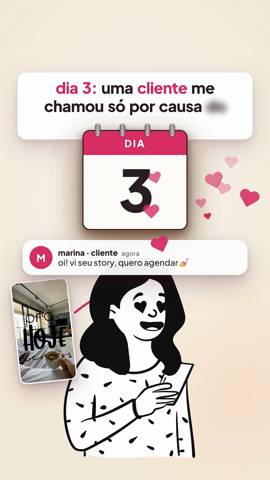 dia 3: uma cliente me
chamou só por causa
DIA
3
M
marina · cliente agora
oi! vi seu story, quero agendar💅
HOJE